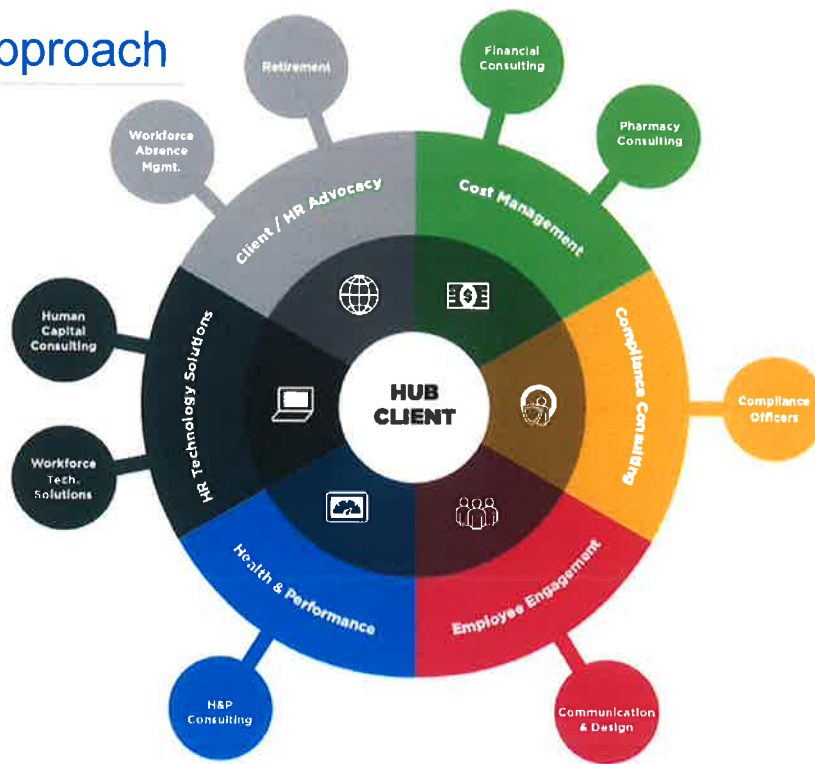 pproach
Retirement
Financial
Consulting
Workforce
Absence
Mgmt.
Pharmacy
Consulting
Client / HR Advocacy
Cost Management
Human
Capital
Consulting
HR Technology Solutions
HUB
CLIENT
Compliance Consulting
Compliance
Officers
Workforce
Tech.
Solutions
Health & Performance
Employee Engagement
H&P
Consulting
Communication
& Design